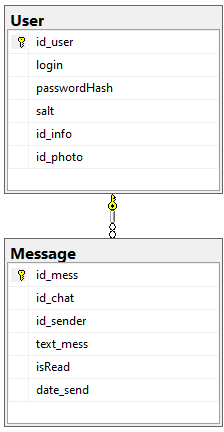 User
id_user
login
passwordHash
salt
id_info
id_photo
Message
id_mess
id_chat
id_sender
text_mess
isRead
date_send